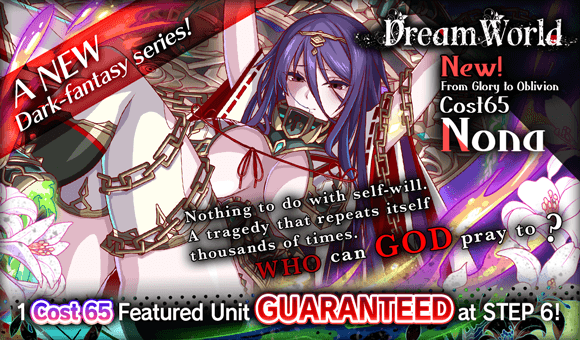 A NEW
Dark-fantasy series!
Dream World
New!
From Glory to Oblivion
Cost65
Nona
Nothing to do with self-will.
A tragedy that repeats itself
thousands of times.
WHO can GOD pray to ?
1 Cost 65 Featured Unit GUARANTEED at STEP 6!